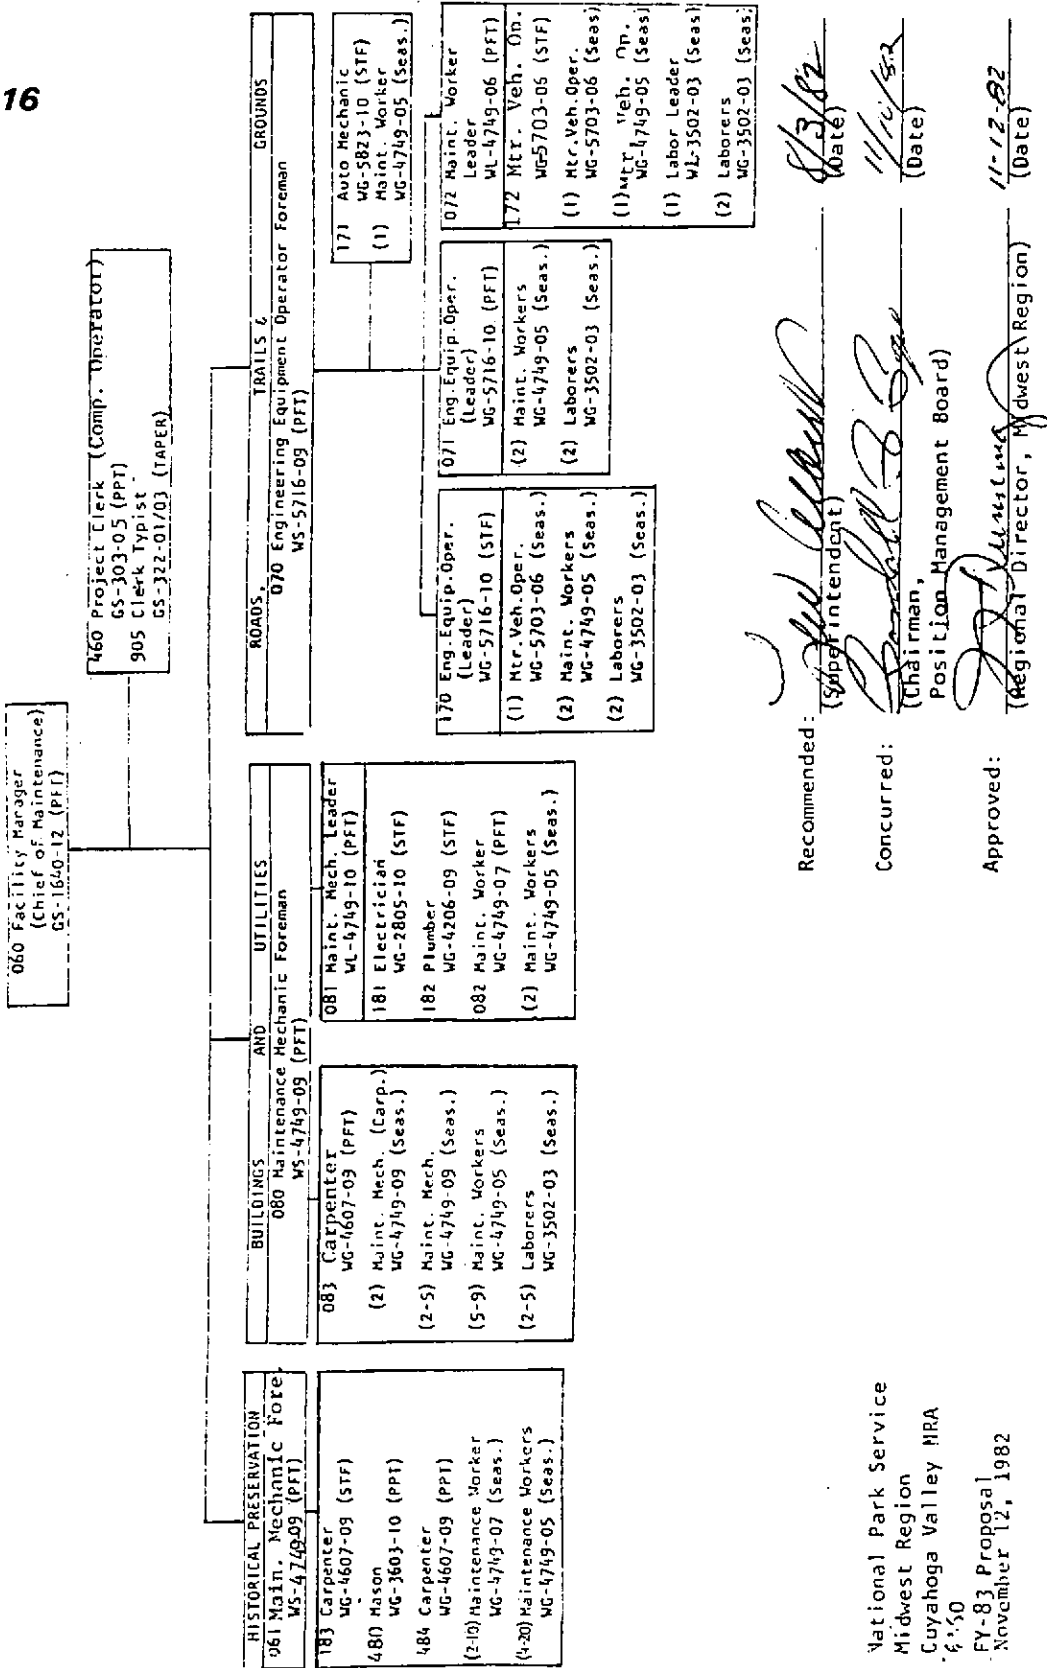 16
060 Facility Manager
(Chief of Maintenance)
GS-1640-12 (PFT)
460 Project Clerk (Comp. Operator)
GS-303-05 (PPT)
905 Clerk Typist
GS-322-01/03 (TAPER)
HISTORICAL PRESERVATION
061 Main. Mechanic Fore.
WS-4749-09 (PFT)
183 Carpenter
WG-4607-09 (STF)
480 Mason
WG-3603-10 (PPT)
484 Carpenter
WG-4607-09 (PPT)
(2-10) Maintenance Worker
WG-4749-07 (Seas.)
(4-20) Maintenance Workers
WG-4749-05 (Seas.)
BUILDINGS AND UTILITIES
080 Maintenance Mechanic Foreman
WS-4749-09 (PFT)
083 Carpenter
WG-4607-09 (PFT)
(2) Maint. Mech. (Carp.)
WG-4749-09 (Seas.)
(2-5) Maint. Mech.
WG-4749-09 (Seas.)
(5-9) Maint. Workers
WG-4749-05 (Seas.)
(2-5) Laborers
WG-3502-03 (Seas.)
081 Maint. Mech. Leader
WL-4749-10 (PFT)
181 Electrician
WG-2805-10 (STF)
182 Plumber
WG-4206-09 (STF)
082 Maint. Worker
WG-4749-07 (PFT)
(2) Maint. Workers
WG-4749-05 (Seas.)
ROADS, TRAILS & GROUNDS
070 Engineering Equipment Operator Foreman
WS-5716-09 (PFT)
171 Auto Mechanic
WG-5823-10 (STF)
(1) Maint. Worker
WG-4749-05 (Seas.)
170 Eng.Equip.Oper.
(Leader)
WG-5716-10 (STF)
(1) Mtr.Veh.Oper.
WG-5703-06 (Seas.)
(2) Maint. Workers
WG-4749-05 (Seas.)
(2) Laborers
WG-3502-03 (Seas.)
071 Eng.Equip.Oper.
(Leader)
WG-5716-10 (PFT)
(2) Maint. Workers
WG-4749-05 (Seas.)
(2) Laborers
WG-3502-03 (Seas.)
072 Maint. Worker
Leader
WL-4749-06 (PFT)
172 Mtr. Veh. Op.
WG-5703-06 (STF)
(1) Mtr.Veh.Oper.
WG-5703-06 (Seas)
(1) Mtr. Veh. Op.
WG-4749-05 (Seas)
(1) Labor Leader
WL-3502-03 (Seas)
(2) Laborers
WG-3502-03 (Seas)
National Park Service
Midwest Region
Cuyahoga Valley NRA
FY-83 Proposal
November 12, 1982
Recommended:
8/3/82
(Superintendent) (Date)
Concurred:
11/10/82
(Chairman, (Date)
Position Management Board)
Approved:
11-12-82
(Regional Director, Midwest Region) (Date)